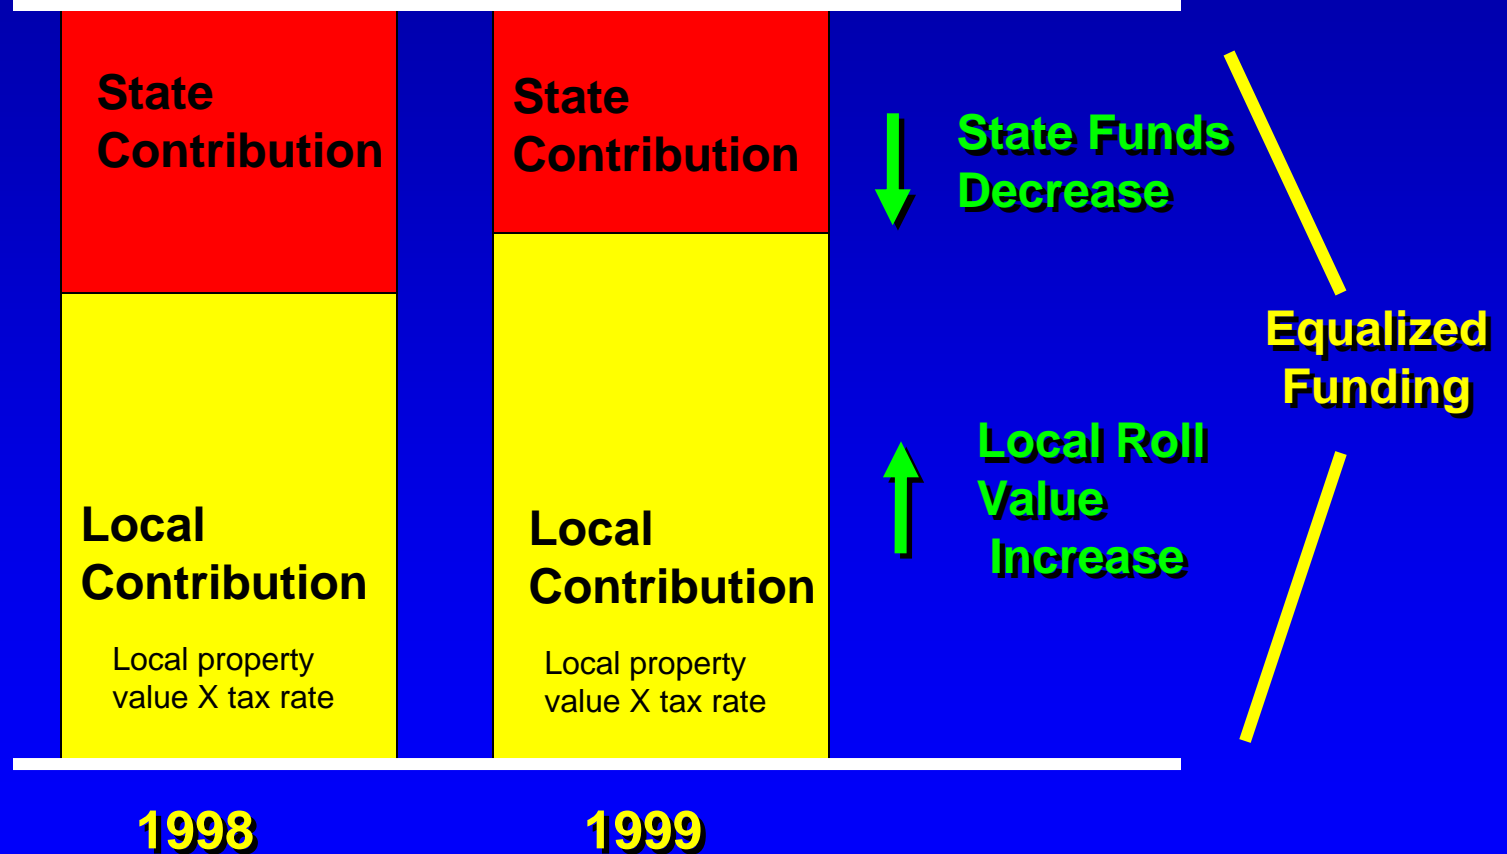 State
Contribution
State
Contribution
State Funds
Decrease
Equalized
Funding
Local Roll
Value
Increase
Local
Contribution
Local property
value X tax rate
Local
Contribution
Local property
value X tax rate
1998
1999